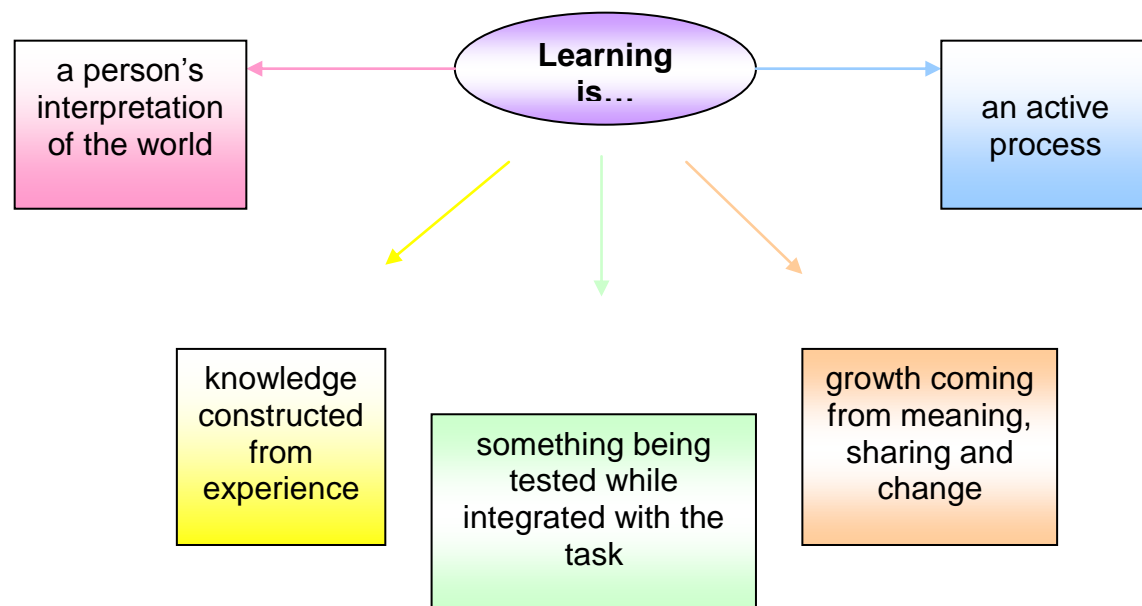 Learning
is…
a person’s
interpretation
of the world
an active
process
knowledge
constructed
from
experience
something being
tested while
integrated with the
task
growth coming
from meaning,
sharing and
change